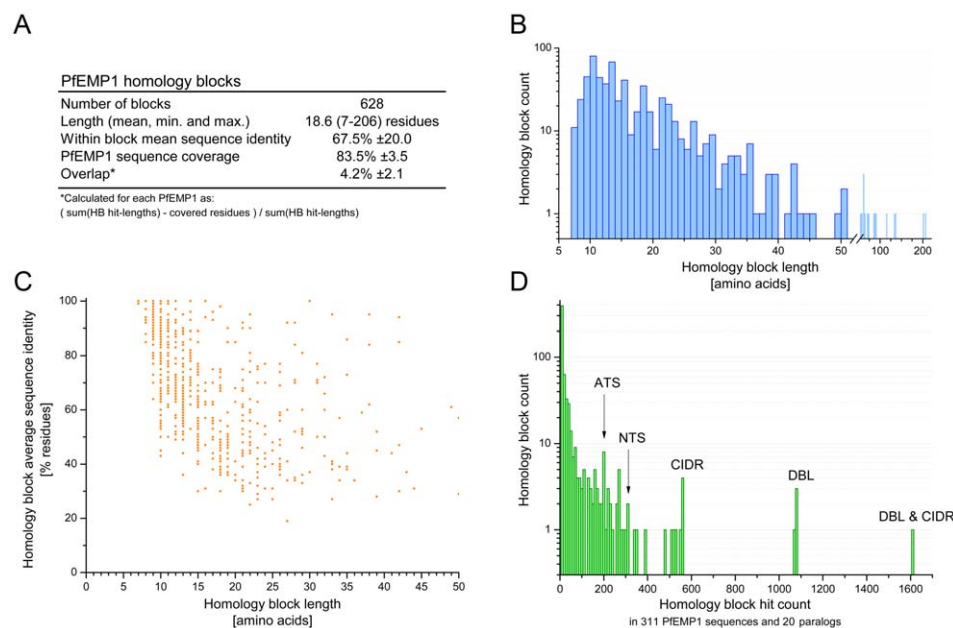 A
PfEMP1 homology blocks
Number of blocks 628
Length (mean, min. and max.) 18.6 (7-206) residues
Within block mean sequence identity 67.5% ±20.0
PfEMP1 sequence coverage 83.5% ±3.5
Overlap* 4.2% ±2.1
*Calculated for each PfEMP1 as:
( sum(HB hit-lengths) - covered residues ) / sum(HB hit-lengths)
B
Homology block count
100
10
1
5 10 20 30 40 50 100 200
Homology block length
[amino acids]
C
Homology block average sequence identity
[% residues]
100
80
60
40
20
0
0 5 10 15 20 25 30 35 40 45 50
Homology block length
[amino acids]
D
Homology block count
100
10
1
ATS
NTS
CIDR
DBL
DBL & CIDR
0 200 400 600 800 1000 1200 1400 1600
Homology block hit count
in 311 PfEMP1 sequences and 20 paralogs